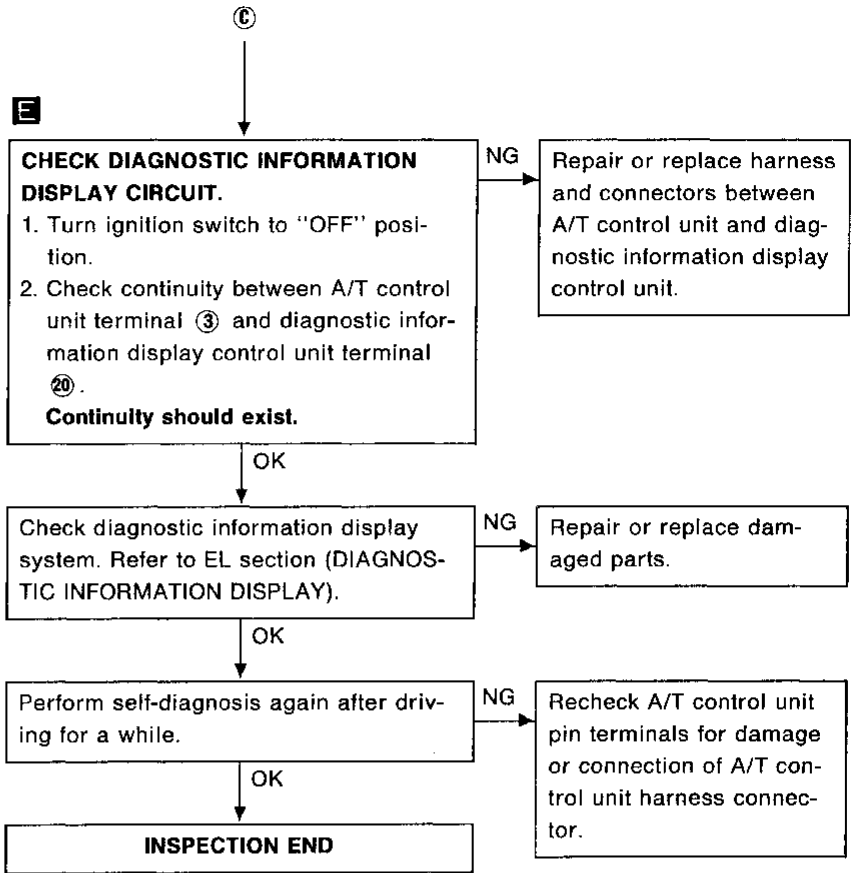 Ⓒ
E
CHECK DIAGNOSTIC INFORMATION
DISPLAY CIRCUIT.
1. Turn ignition switch to "OFF" posi-
tion.
2. Check continuity between A/T control
unit terminal ③ and diagnostic infor-
mation display control unit terminal
⑳.
Continuity should exist.
NG
Repair or replace harness
and connectors between
A/T control unit and diag-
nostic information display
control unit.
OK
Check diagnostic information display
system. Refer to EL section (DIAGNOS-
TIC INFORMATION DISPLAY).
NG
Repair or replace dam-
aged parts.
OK
Perform self-diagnosis again after driv-
ing for a while.
NG
Recheck A/T control unit
pin terminals for damage
or connection of A/T con-
trol unit harness connec-
tor.
OK
INSPECTION END